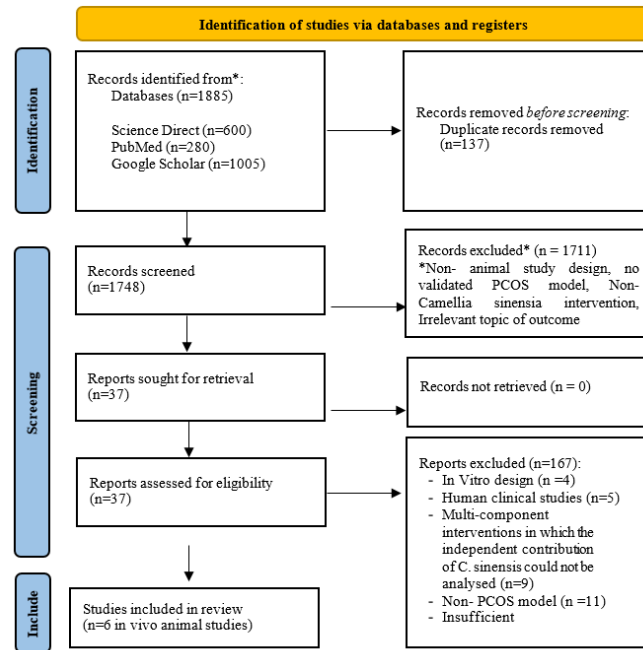 Identification of studies via databases and registers
Identification
Records identified from*:
Databases (n=1885)
Science Direct (n=600)
PubMed (n=280)
Google Scholar (n=1005)
Records removed before screening:
Duplicate records removed
(n=137)
Screening
Records screened
(n=1748)
Records excluded* (n = 1711)
*Non- animal study design, no
validated PCOS model, Non-
Camellia sinensia intervention,
Irrelevant topic of outcome
Reports sought for retrieval
(n=37)
Records not retrieved (n = 0)
Reports assessed for eligibility
(n=37)
Reports excluded (n=167):
- In Vitro design (n =4)
- Human clinical studies (n=5)
- Multi-component
interventions in which the
independent contribution
of C. sinensis could not be
analysed (n=9)
- Non- PCOS model (n =11)
- Insufficient
Include
Studies included in review
(n=6 in vivo animal studies)